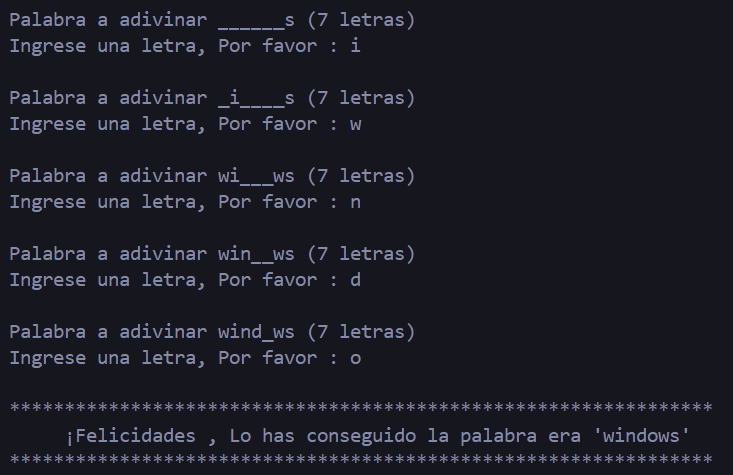 Palabra a adivinar ______s (7 letras)
Ingrese una letra, Por favor : i
Palabra a adivinar _i____s (7 letras)
Ingrese una letra, Por favor : w
Palabra a adivinar wi___ws (7 letras)
Ingrese una letra, Por favor : n
Palabra a adivinar win__ws (7 letras)
Ingrese una letra, Por favor : d
Palabra a adivinar wind_ws (7 letras)
Ingrese una letra, Por favor : o
****************************************************************
¡Felicidades , Lo has conseguido la palabra era 'windows'
****************************************************************